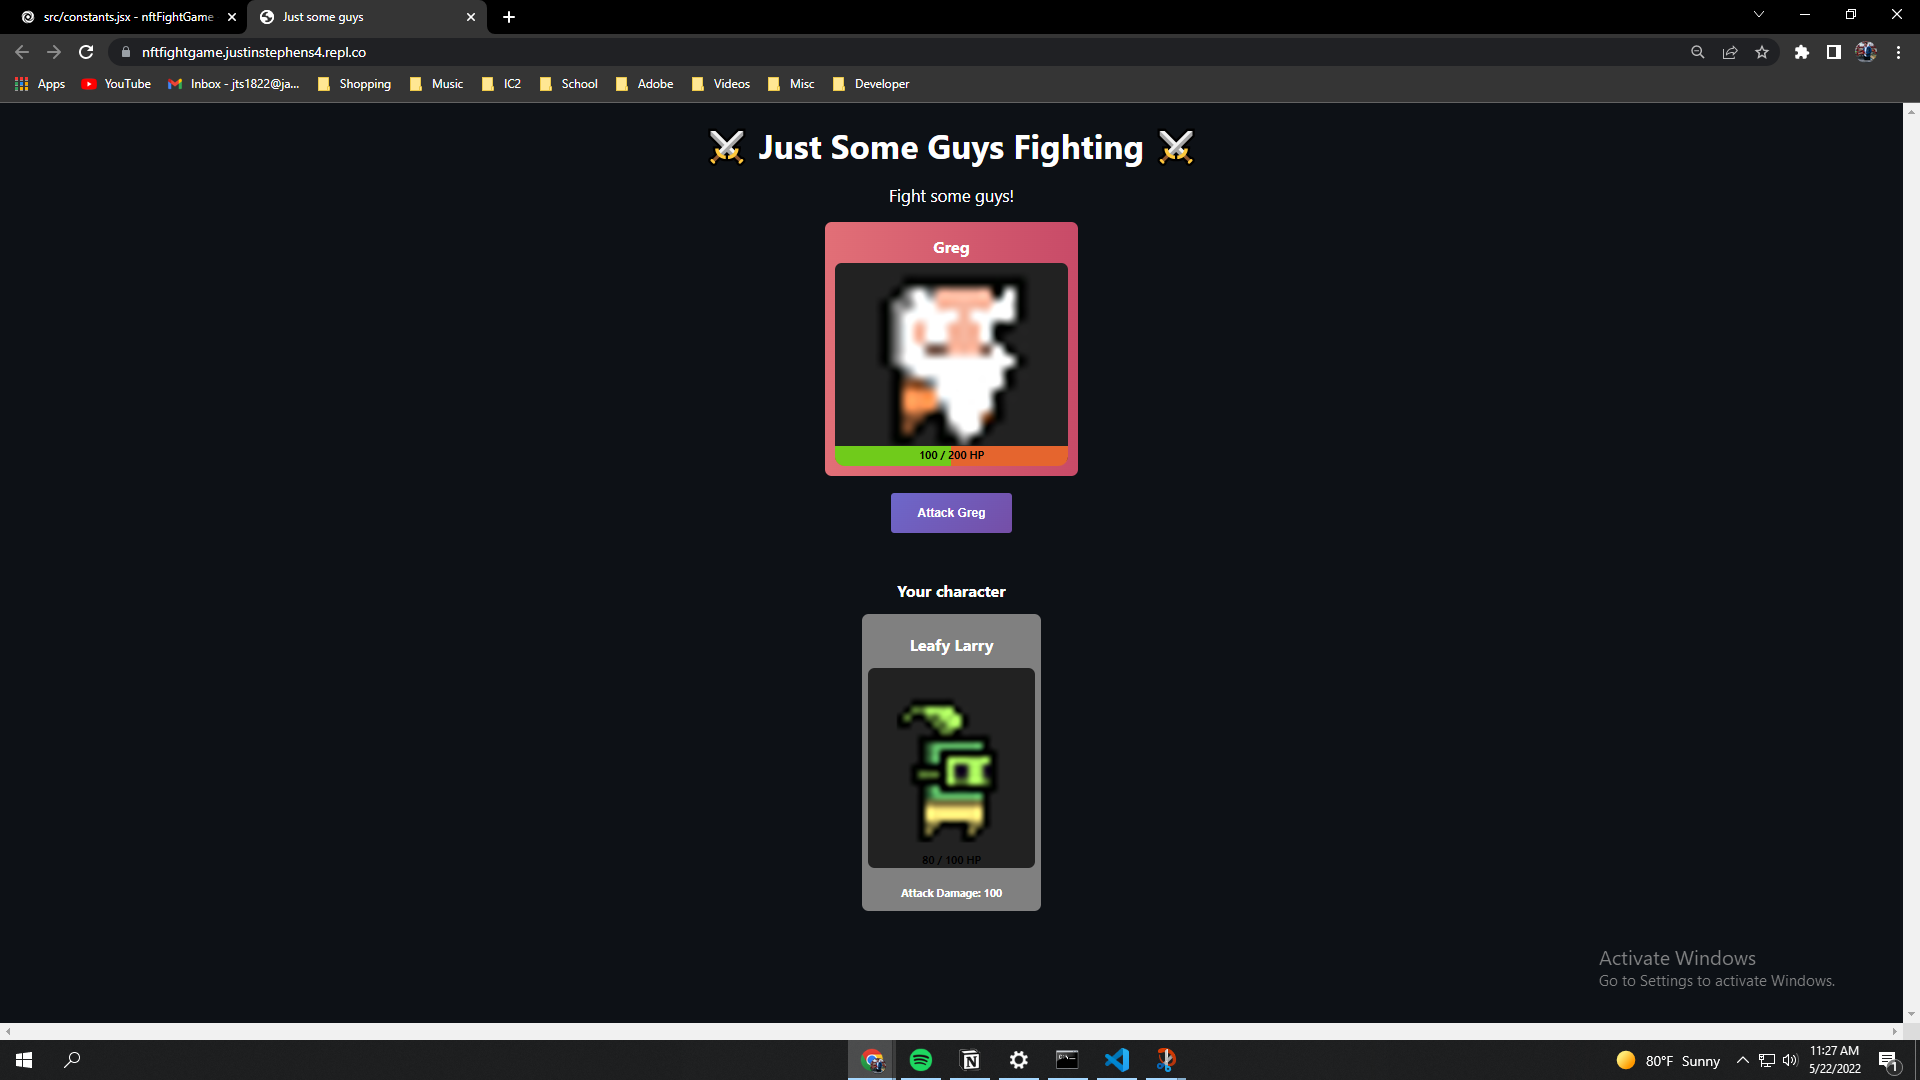 src/constants.jsx - nftFightGame
Just some guys
nftfightgame.justinstephens4.repl.co
Apps
YouTube
Inbox - jts1822@ja...
Shopping
Music
IC2
School
Adobe
Videos
Misc
Developer
⚔️ Just Some Guys Fighting ⚔️
Fight some guys!
Greg
100 / 200 HP
Attack Greg
Your character
Leafy Larry
80 / 100 HP
Attack Damage: 100
Activate Windows
Go to Settings to activate Windows.
80°F Sunny
11:27 AM
5/22/2022
1